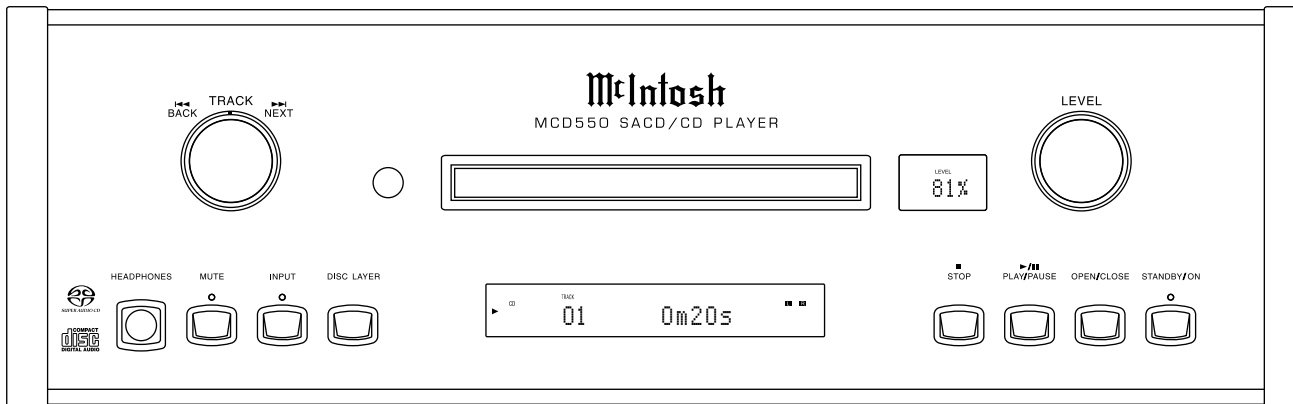 McIntosh
MCD550 SACD/CD PLAYER
TRACK
BACK
NEXT
LEVEL
LEVEL
81%
HEADPHONES
MUTE
INPUT
DISC LAYER
STOP
PLAY/PAUSE
OPEN/CLOSE
STANDBY/ON
SUPER AUDIO CD
COMPACT
disc
DIGITAL AUDIO
CD
TRACK
01
0m20s
L R